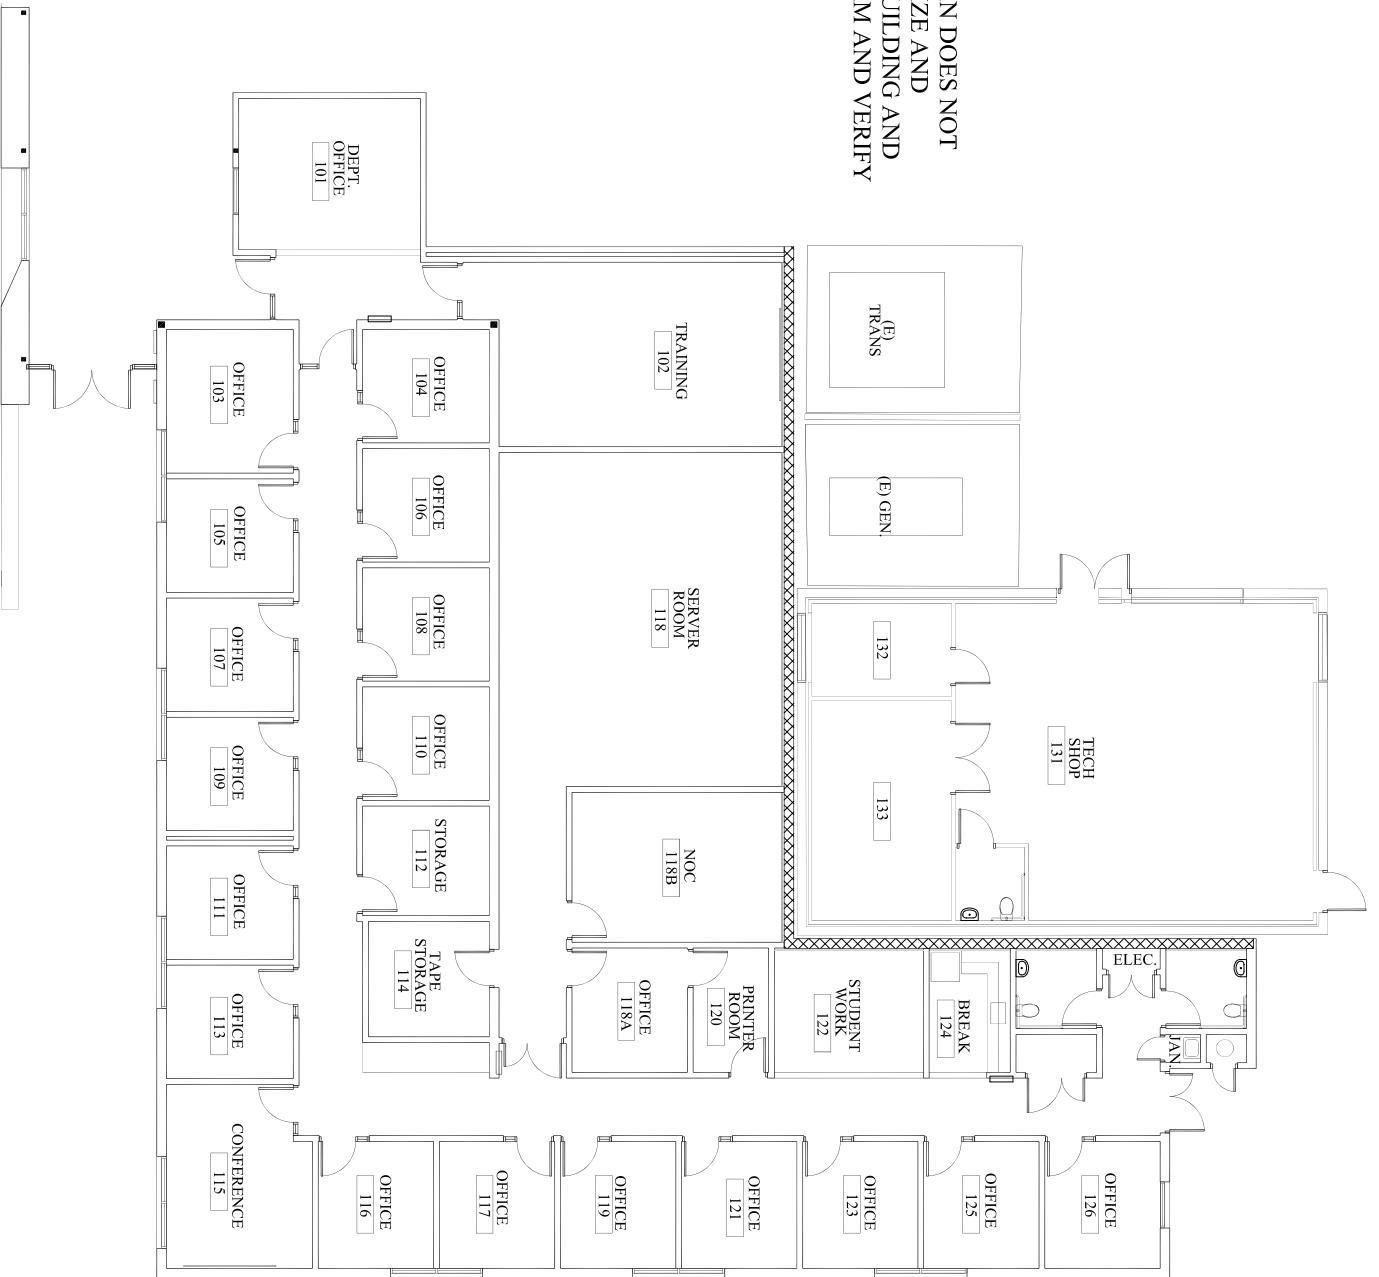 N DOES NOT
ZE AND
UILDING AND
M AND VERIFY
DEPT.
OFFICE
101
TRAINING
102
(E)
TRANS
(E) GEN.
OFFICE
103
OFFICE
104
OFFICE
105
OFFICE
106
OFFICE
107
OFFICE
108
OFFICE
109
OFFICE
110
OFFICE
111
STORAGE
112
OFFICE
113
TAPE
STORAGE
114
CONFERENCE
115
SERVER
ROOM
118
NOC
118B
OFFICE
118A
PRINTER
ROOM
120
STUDENT
WORK
122
BREAK
124
132
133
TECH
SHOP
131
ELEC.
JAN.
OFFICE
116
OFFICE
117
OFFICE
119
OFFICE
121
OFFICE
123
OFFICE
125
OFFICE
126